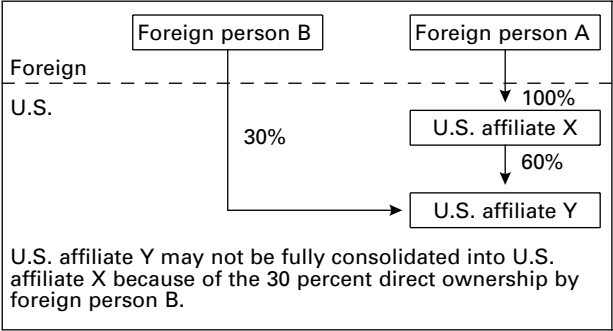 Foreign person B
Foreign person A
Foreign
U.S.
100%
U.S. affiliate X
30%
60%
U.S. affiliate Y
U.S. affiliate Y may not be fully consolidated into U.S.
affiliate X because of the 30 percent direct ownership by
foreign person B.